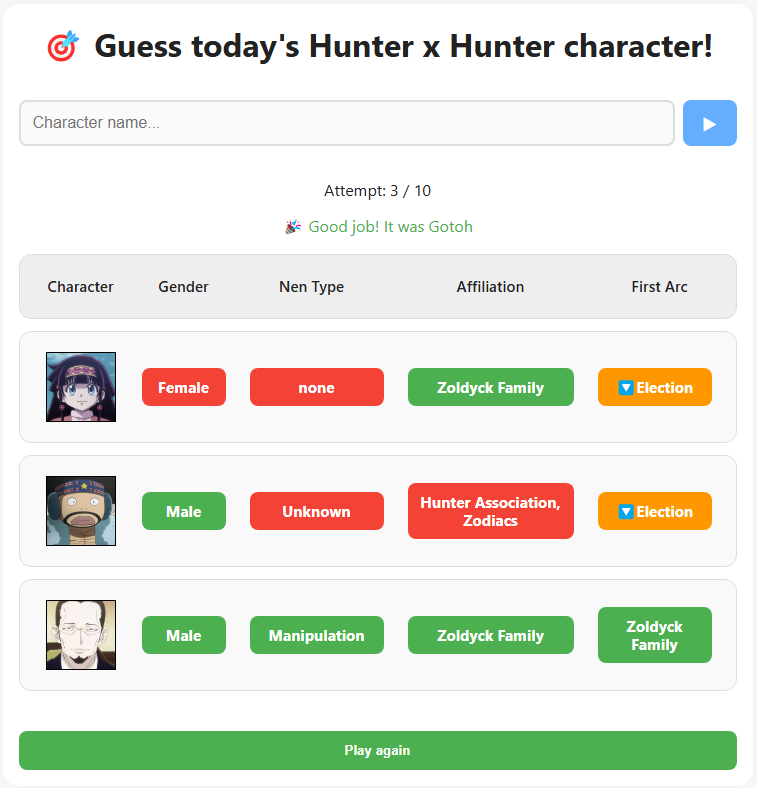 🎯 Guess today's Hunter x Hunter character!
Character name...
▶
Attempt: 3 / 10
🎉 Good job! It was Gotoh
Character Gender Nen Type Affiliation First Arc
Female none Zoldyck Family 🔽Election
Male Unknown Hunter Association,
Zodiacs 🔽Election
Male Manipulation Zoldyck Family Zoldyck
Family
Play again